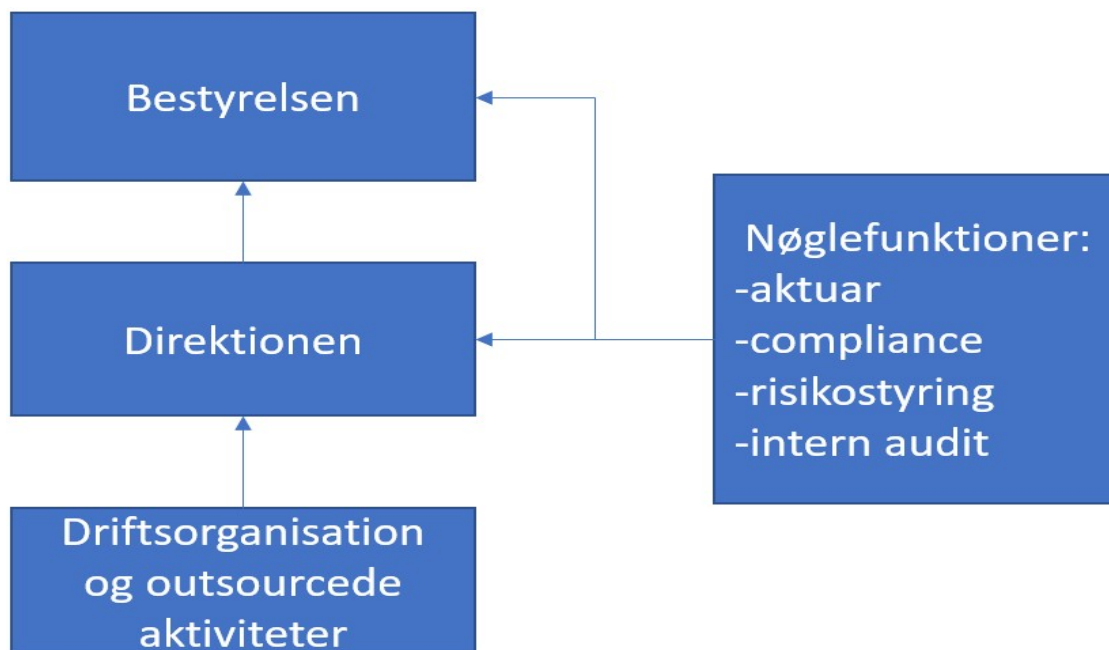 Bestyrelsen
Direktionen
Driftsorganisation
og outsourcede
aktiviteter
Nøglefunktioner:
-aktuar
-compliance
-risikostyring
-intern audit